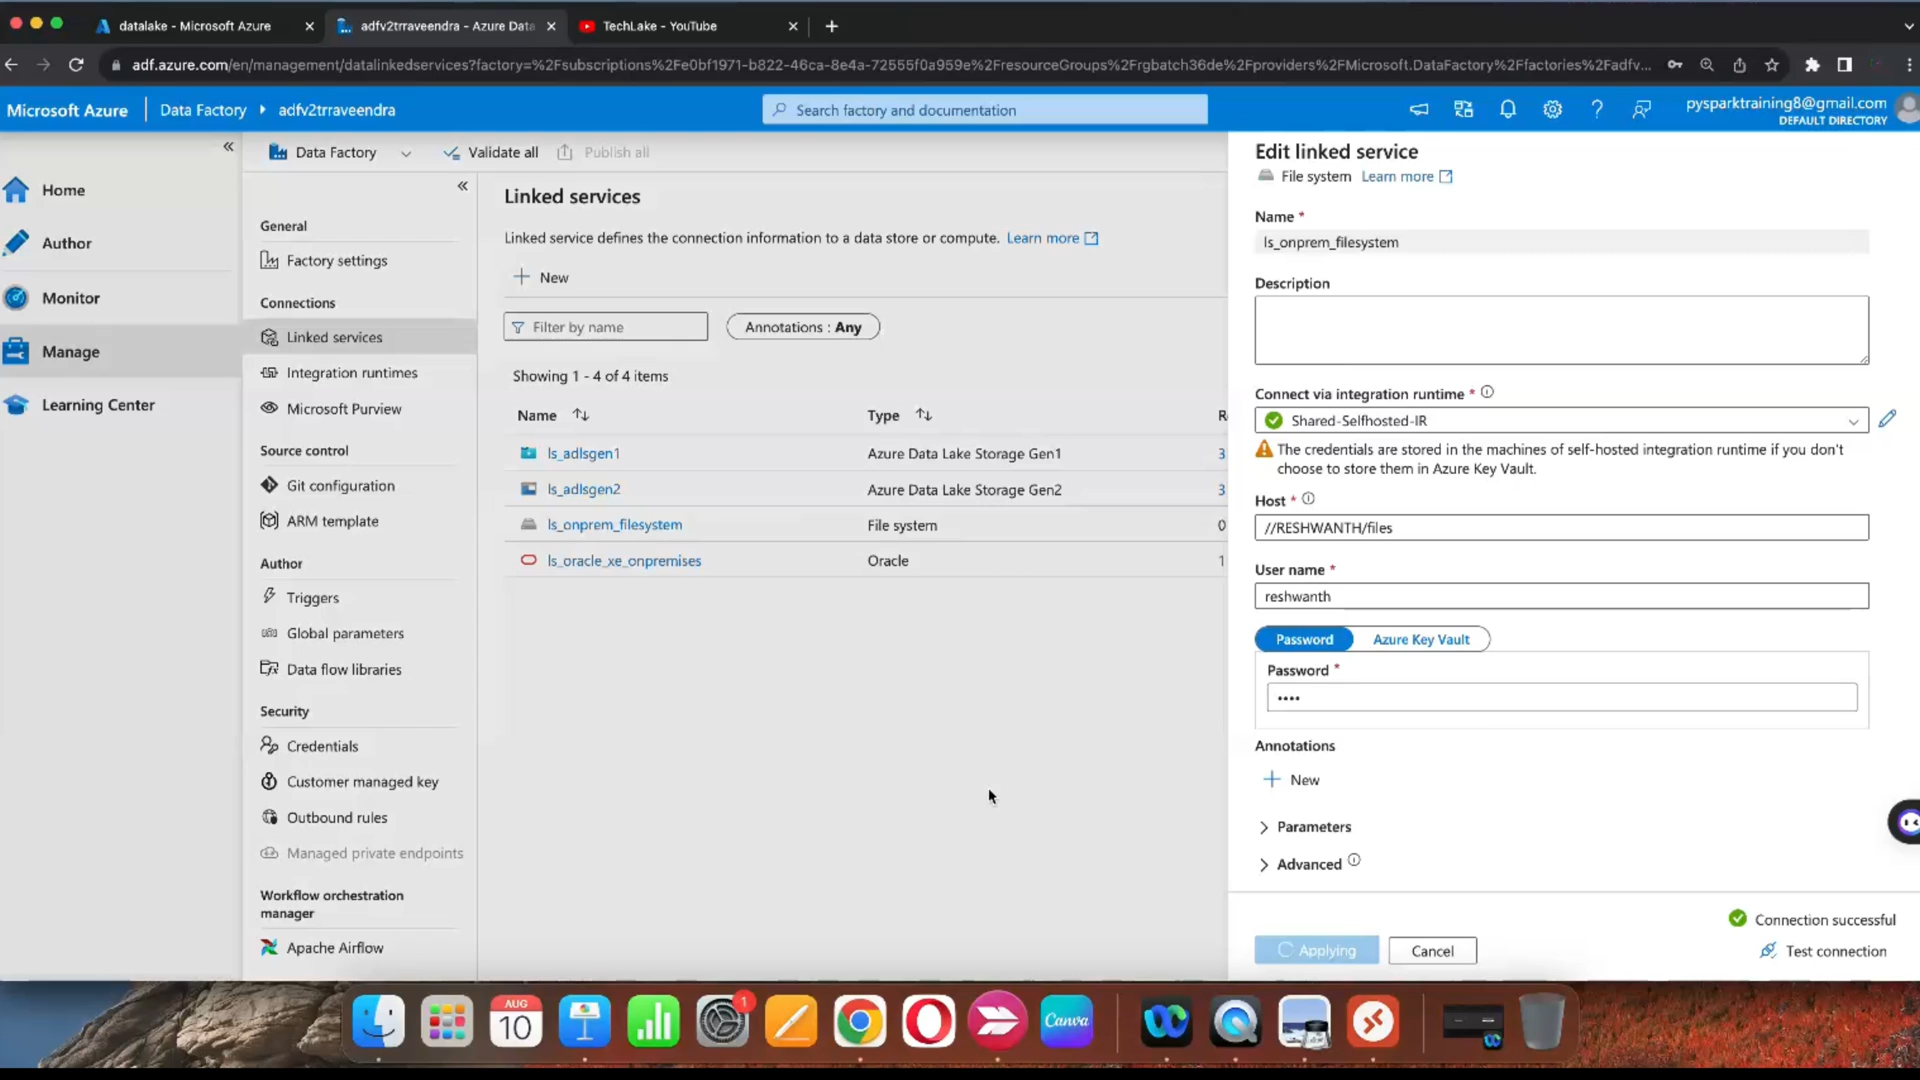 datalake - Microsoft Azure
adfv2trraveendra - Azure Data
TechLake - YouTube
adf.azure.com/en/management/datalinkedservices?factory=%2Fsubscriptions%2Fe0bf1971-b822-46ca-8e4a-72555f0a959e%2FresourceGroups%2Frgbatch36de%2Fproviders%2FMicrosoft.DataFactory%2Ffactories%2Fadfv...
Microsoft Azure
Data Factory
adfv2trraveendra
Search factory and documentation
pysparktraining8@gmail.com
DEFAULT DIRECTORY
Home
Author
Monitor
Manage
Learning Center
Data Factory
Validate all
Publish all
General
Factory settings
Connections
Linked services
Integration runtimes
Microsoft Purview
Source control
Git configuration
ARM template
Author
Triggers
Global parameters
Data flow libraries
Security
Credentials
Customer managed key
Outbound rules
Managed private endpoints
Workflow orchestration
manager
Apache Airflow
Linked services
Linked service defines the connection information to a data store or compute. Learn more
New
Filter by name
Annotations : Any
Showing 1 - 4 of 4 items
Name Type R
ls_adlsgen1 Azure Data Lake Storage Gen1 3
ls_adlsgen2 Azure Data Lake Storage Gen2 3
ls_onprem_filesystem File system 0
ls_oracle_xe_onpremises Oracle 1
Edit linked service
File system Learn more
Name *
ls_onprem_filesystem
Description
Connect via integration runtime *
Shared-Selfhosted-IR
The credentials are stored in the machines of self-hosted integration runtime if you don't
choose to store them in Azure Key Vault.
Host *
//RESHWANTH/files
User name *
reshwanth
Password Azure Key Vault
Password *
••••
Annotations
New
Parameters
Advanced
Connection successful
Applying Cancel Test connection
AUG
10
1
Canva